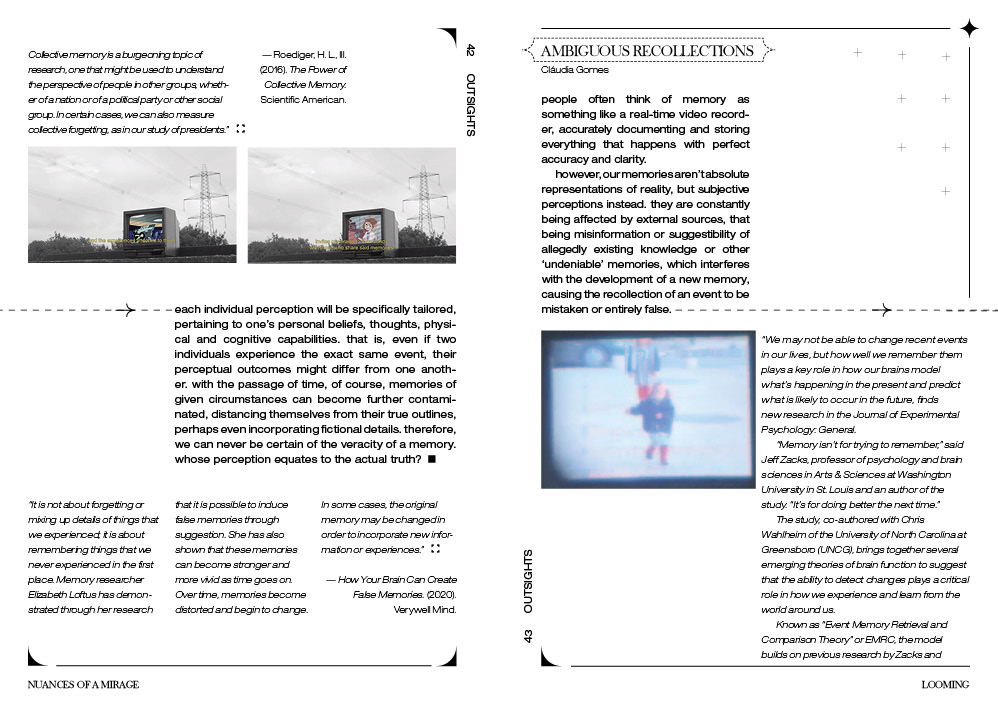 Collective memory is a burgeoning topic of
research, one that might be used to understand
the perspective of people in other groups, wheth-
er of a nation or of a political party or other social
group. In certain cases, we can also measure
collective forgetting, as in our study of presidents."
— Roediger, H. L., III.
(2016). The Power of
Collective Memory.
Scientific American.
42 OUTSIGHTS
each individual perception will be specifically tailored,
pertaining to one's personal beliefs, thoughts, physi-
cal and cognitive capabilities. that is, even if two
individuals experience the exact same event, their
perceptual outcomes might differ from one anoth-
er. with the passage of time, of course, memories of
given circumstances can become further contami-
nated, distancing themselves from their true outlines,
perhaps even incorporating fictional details. therefore,
we can never be certain of the veracity of a memory.
whose perception equates to the actual truth? ■
"It is not about forgetting or
mixing up details of things that
we experienced; it is about
remembering things that we
never experienced in the first
place. Memory researcher
Elizabeth Loftus has demon-
strated through her research
that it is possible to induce
false memories through
suggestion. She has also
shown that these memories
can become stronger and
more vivid as time goes on.
Over time, memories become
distorted and begin to change.
In some cases, the original
memory may be changed in
order to incorporate new infor-
mation or experiences."
— How Your Brain Can Create
False Memories. (2020).
Verywell Mind.
NUANCES OF A MIRAGE
AMBIGUOUS RECOLLECTIONS
Cláudia Gomes
people often think of memory as
something like a real-time video record-
er, accurately documenting and storing
everything that happens with perfect
accuracy and clarity.
however, our memories aren't absolute
representations of reality, but subjective
perceptions instead. they are constantly
being affected by external sources, that
being misinformation or suggestibility of
allegedly existing knowledge or other
'undeniable' memories, which interferes
with the development of a new memory,
causing the recollection of an event to be
mistaken or entirely false.
"We may not be able to change recent events
in our lives, but how well we remember them
plays a key role in how our brains model
what's happening in the present and predict
what is likely to occur in the future, finds
new research in the Journal of Experimental
Psychology: General.
"Memory isn't for trying to remember," said
Jeff Zacks, professor of psychology and brain
sciences in Arts & Sciences at Washington
University in St. Louis and an author of the
study. "It's for doing better the next time."
The study, co-authored with Chris
Wahlheim of the University of North Carolina at
Greensboro (UNCG), brings together several
emerging theories of brain function to suggest
that the ability to detect changes plays a critical
role in how we experience and learn from the
world around us.
Known as "Event Memory Retrieval and
Comparison Theory" or EMRC, the model
builds on previous research by Zacks and
43 OUTSIGHTS
LOOMING